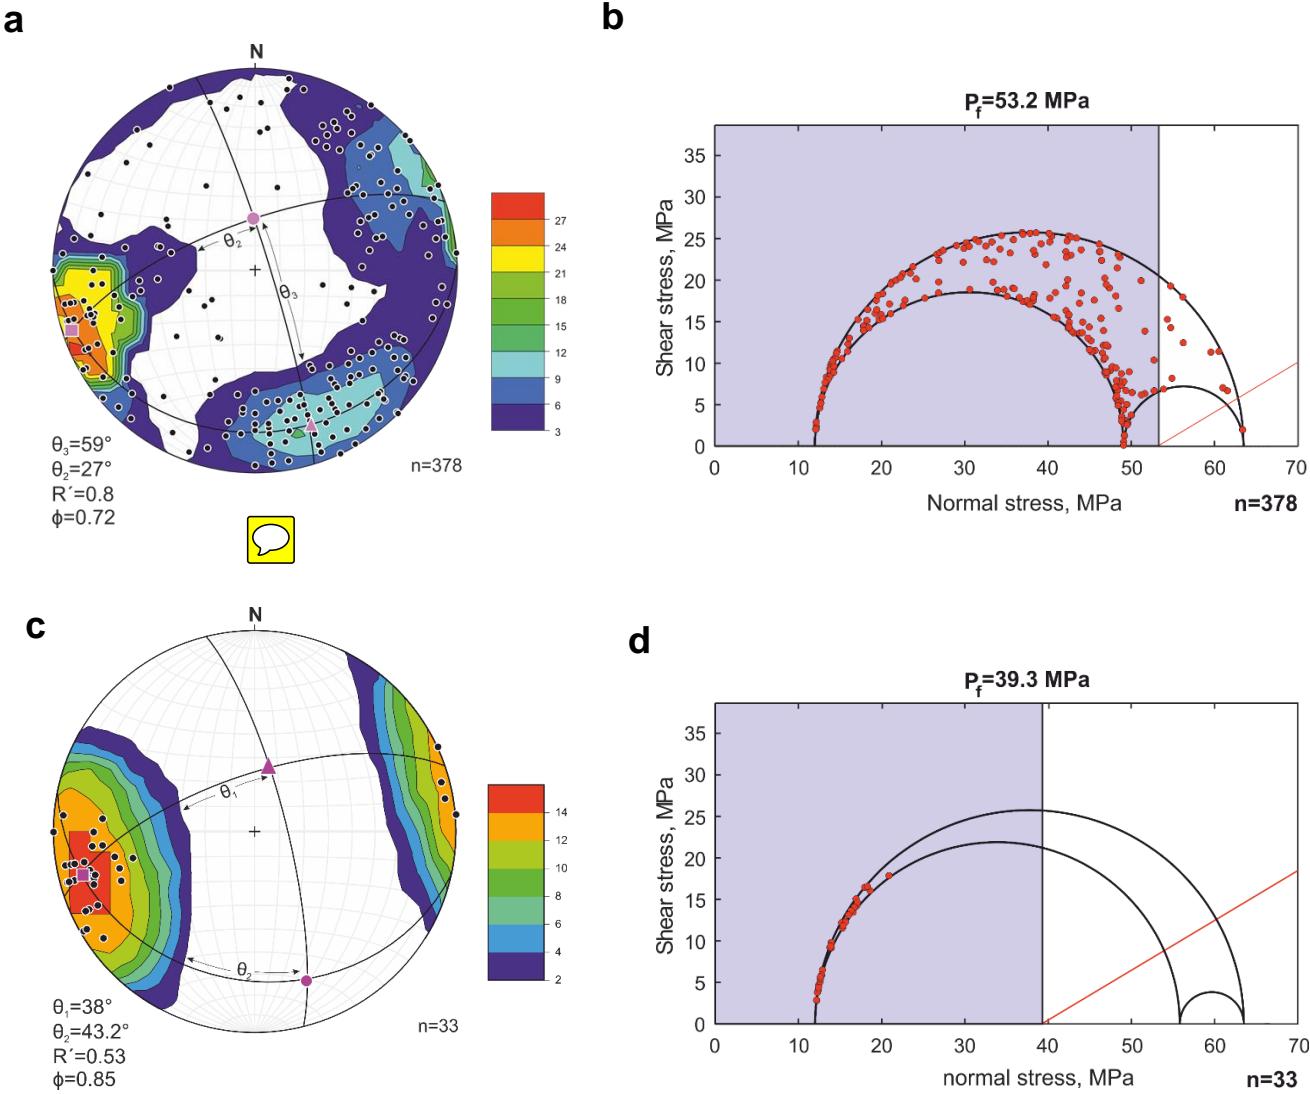 a
N
θ2
θ3
27
24
21
18
15
12
9
6
3
θ3=59°
θ2=27°
R´=0.8
ϕ=0.72
n=378
b
Pf=53.2 MPa
Shear stress, MPa
35
30
25
20
15
10
5
0
0 10 20 30 40 50 60 70
Normal stress, MPa
n=378
c
N
θ1
θ2
14
12
10
8
6
4
2
θ1=38°
θ2=43.2°
R´=0.53
ϕ=0.85
n=33
d
Pf=39.3 MPa
Shear stress, MPa
35
30
25
20
15
10
5
0
0 10 20 30 40 50 60 70
normal stress, MPa
n=33